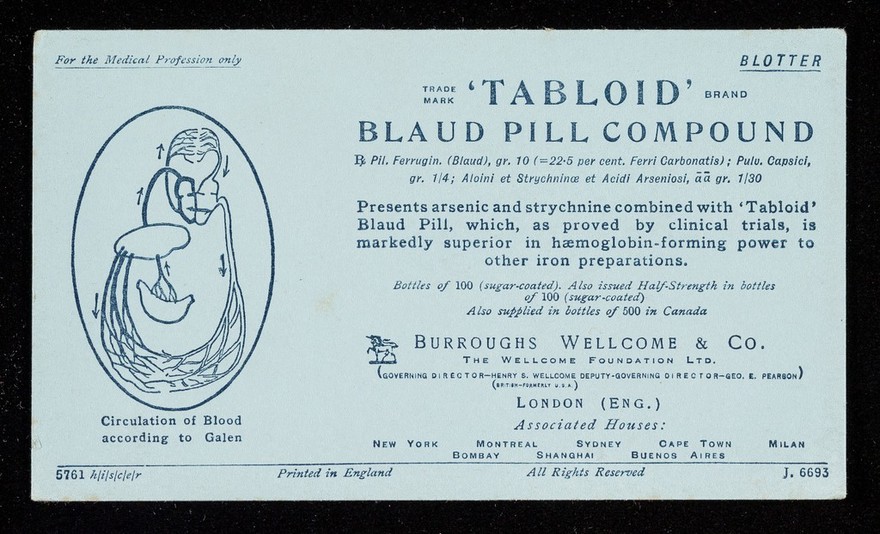 For the Medical Profession only
BLOTTER
TRADE MARK 'TABLOID' BRAND
BLAUD PILL COMPOUND
℞ Pil. Ferrugin. (Blaud), gr. 10 (=22·5 per cent. Ferri Carbonatis); Pulv. Capsici,
gr. 1/4; Aloini et Strychninæ et Acidi Arseniosi, āā gr. 1/30
Presents arsenic and strychnine combined with 'Tabloid'
Blaud Pill, which, as proved by clinical trials, is
markedly superior in hæmoglobin-forming power to
other iron preparations.
Bottles of 100 (sugar-coated). Also issued Half-Strength in bottles
of 100 (sugar-coated)
Also supplied in bottles of 500 in Canada
BURROUGHS WELLCOME & CO.
THE WELLCOME FOUNDATION LTD.
(GOVERNING DIRECTOR—HENRY S. WELLCOME DEPUTY-GOVERNING DIRECTOR—GEO. E. PEARSON)
(BRITISH—FORMERLY U.S.A.)
LONDON (ENG.)
Associated Houses:
NEW YORK MONTREAL SYDNEY CAPE TOWN MILAN
BOMBAY SHANGHAI BUENOS AIRES
Circulation of Blood
according to Galen
5761 h/i/s/c/e/r Printed in England All Rights Reserved J. 6693